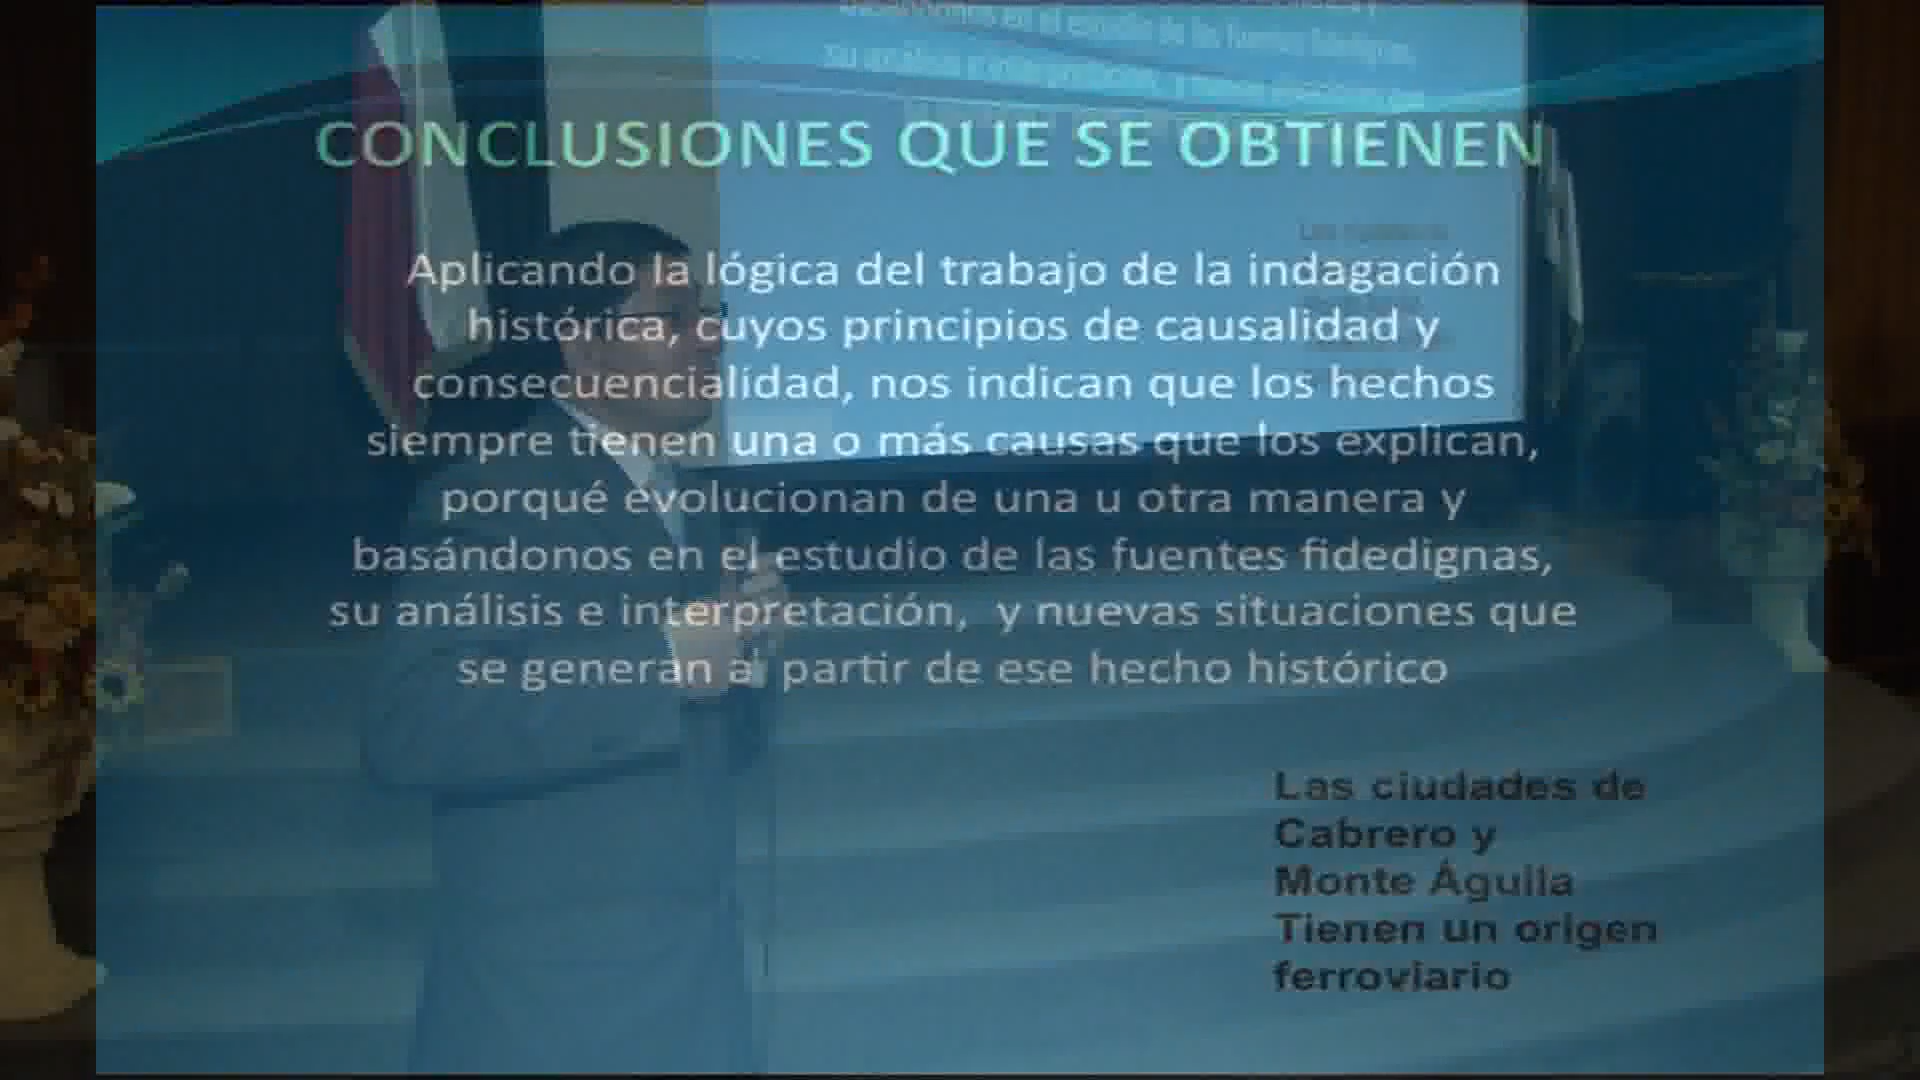 CONCLUSIONES QUE SE OBTIENEN
Aplicando la lógica del trabajo de la indagación
histórica, cuyos principios de causalidad y
consecuencialidad, nos indican que los hechos
siempre tienen una o más causas que los explican,
porqué evolucionan de una u otra manera y
basándonos en el estudio de las fuentes fidedignas,
su análisis e interpretación, y nuevas situaciones que
se generan al partir de ese hecho histórico
Las ciudades de
Cabrero y
Monte Águila
Tienen un origen
ferroviario